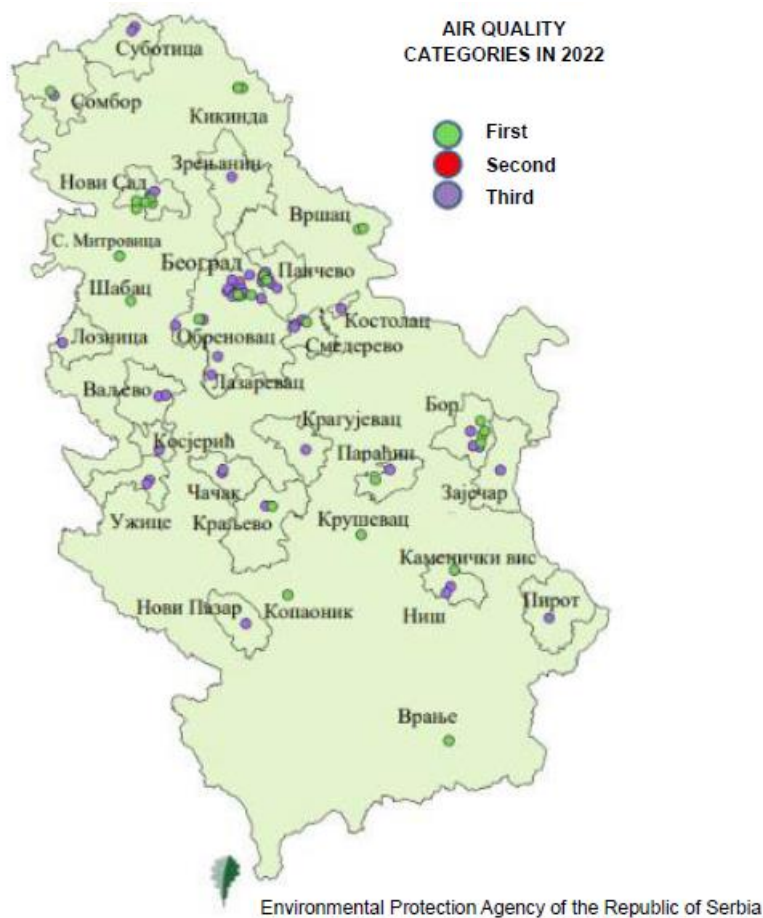 AIR QUALITY
CATEGORIES IN 2022
First
Second
Third
Суботица
Сомбор
Кикинда
Зрењанин
Нови Сад
Вршац
С. Митровица
Београд
Панчево
Шабац
Костолац
Лозница
Обреновац
Смедерево
Лазаревац
Ваљево
Бор
Крагујевац
Косјерић
Параћин
Чачак
Зајечар
Ужице
Краљево
Крушевац
Каменички вис
Нови Пазар
Копаоник
Ниш
Пирот
Врање
Environmental Protection Agency of the Republic of Serbia